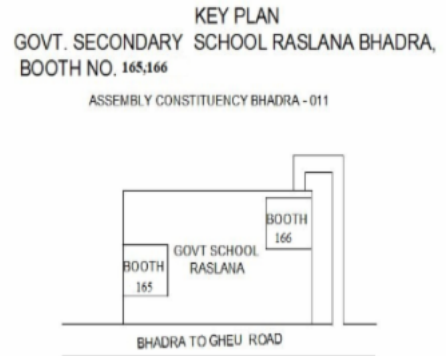 KEY PLAN
GOVT. SECONDARY SCHOOL RASLANA BHADRA,
BOOTH NO. 165,166
ASSEMBLY CONSTITUENCY BHADRA - 011
BOOTH
166
GOVT SCHOOL
RASLANA
BOOTH
165
BHADRA TO GHEU ROAD